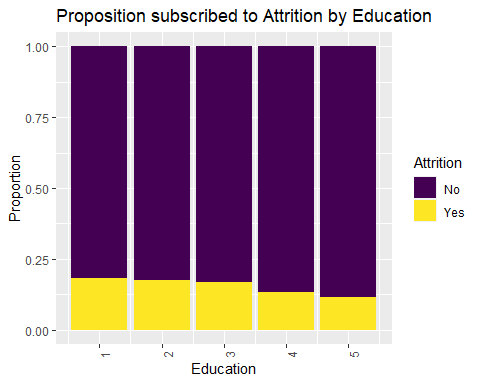 Proposition subscribed to Attrition by Education
1.00
0.75
0.50
0.25
0.00
Proportion
1
2
3
4
5
Education
Attrition
No
Yes